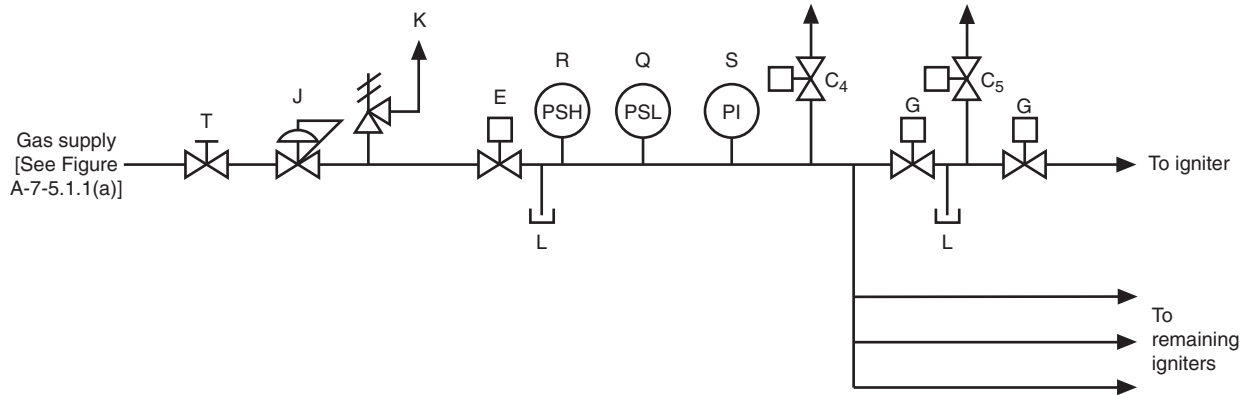 K
R
Q
S
C4
C5
J
E
G
G
T
PSH
PSL
PI
Gas supply
[See Figure
A-7-5.1.1(a)]
To igniter
L
L
To
remaining
igniters